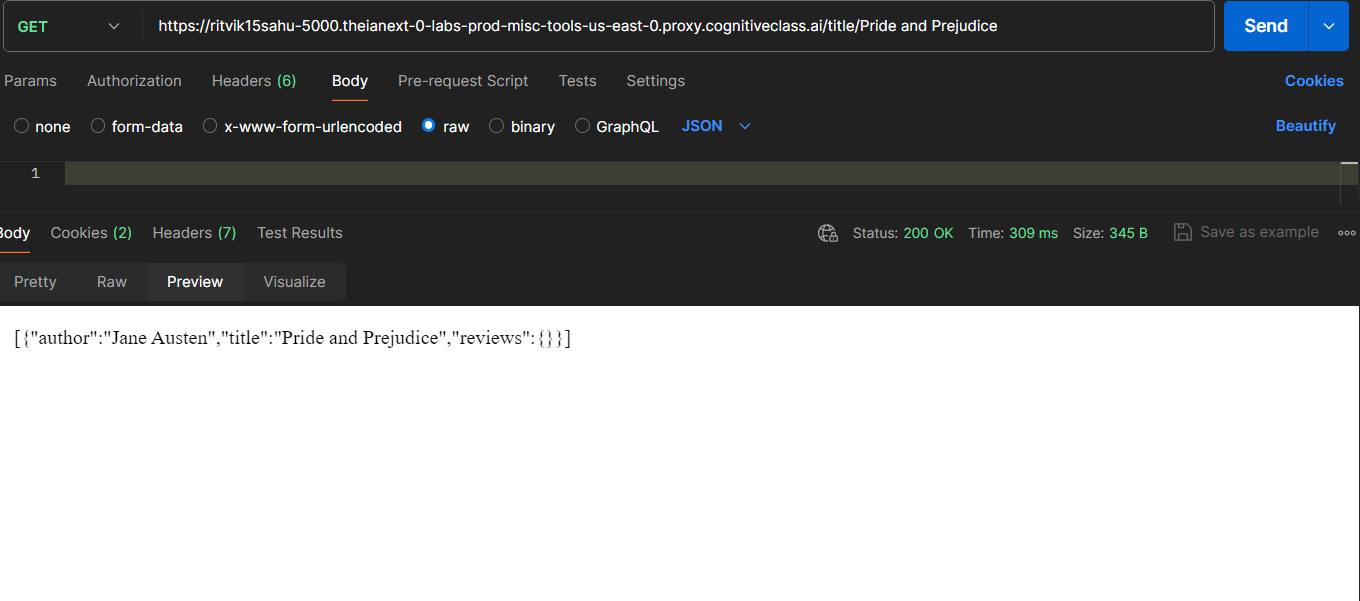 GET https://ritvik15sahu-5000.theianext-0-labs-prod-misc-tools-us-east-0.proxy.cognitiveclass.ai/title/Pride and Prejudice Send
Params Authorization Headers (6) Body Pre-request Script Tests Settings Cookies
none form-data x-www-form-urlencoded raw binary GraphQL JSON Beautify
1
Body Cookies (2) Headers (7) Test Results Status: 200 OK Time: 309 ms Size: 345 B Save as example
Pretty Raw Preview Visualize
[{"author":"Jane Austen","title":"Pride and Prejudice","reviews":{}}]